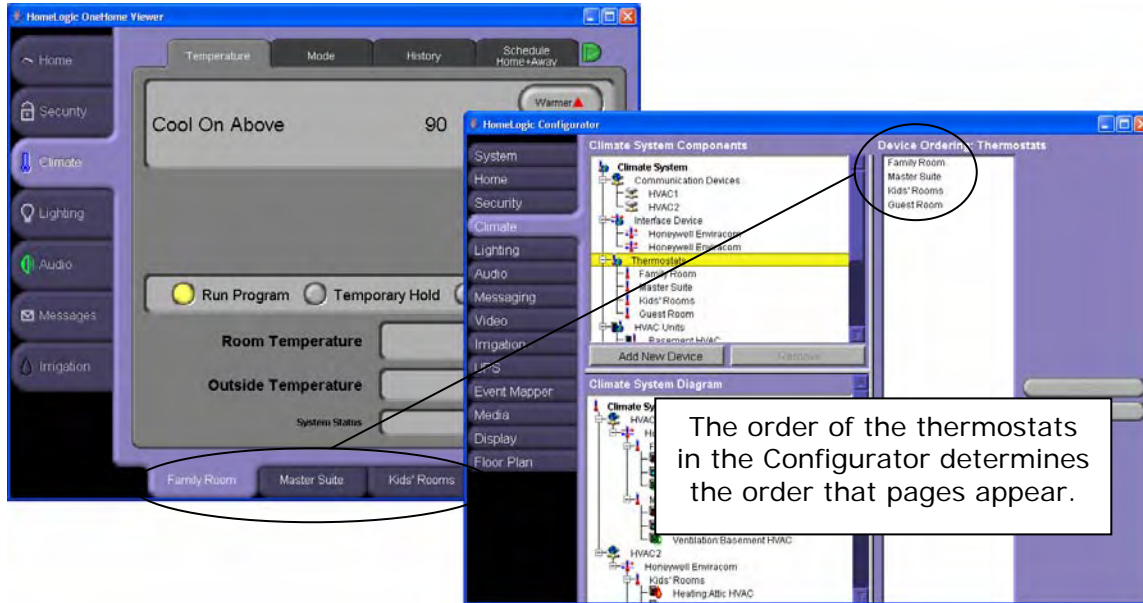 HomeLogic OneHome Viewer
Home
Security
Climate
Lighting
Audio
Messages
Irrigation
Temperature
Mode
History
Schedule
Home+Away
Warmer
Cool On Above 90
Run Program
Temporary Hold
Room Temperature
Outside Temperature
System Status
Family Room
Master Suite
Kids' Rooms
HomeLogic Configurator
System
Home
Security
Climate
Lighting
Audio
Messaging
Video
Irrigation
UPS
Event Mapper
Media
Display
Floor Plan
Climate System Components
Climate System
Communication Devices
HVAC1
HVAC2
Interface Device
Honeywell Enviracom
Honeywell Enviracom
Thermostats
Family Room
Master Suite
Kids' Rooms
Guest Room
HVAC Units
Basement HVAC
Add New Device
Remove
Climate System Diagram
Climate Sy
HVAC
Ventilation:Basement HVAC
HVAC2
Honeywell Enviracom
Kids' Rooms
Heating:Attic HVAC
Device Ordering: Thermostats
Family Room
Master Suite
Kids' Rooms
Guest Room
The order of the thermostats
in the Configurator determines
the order that pages appear.